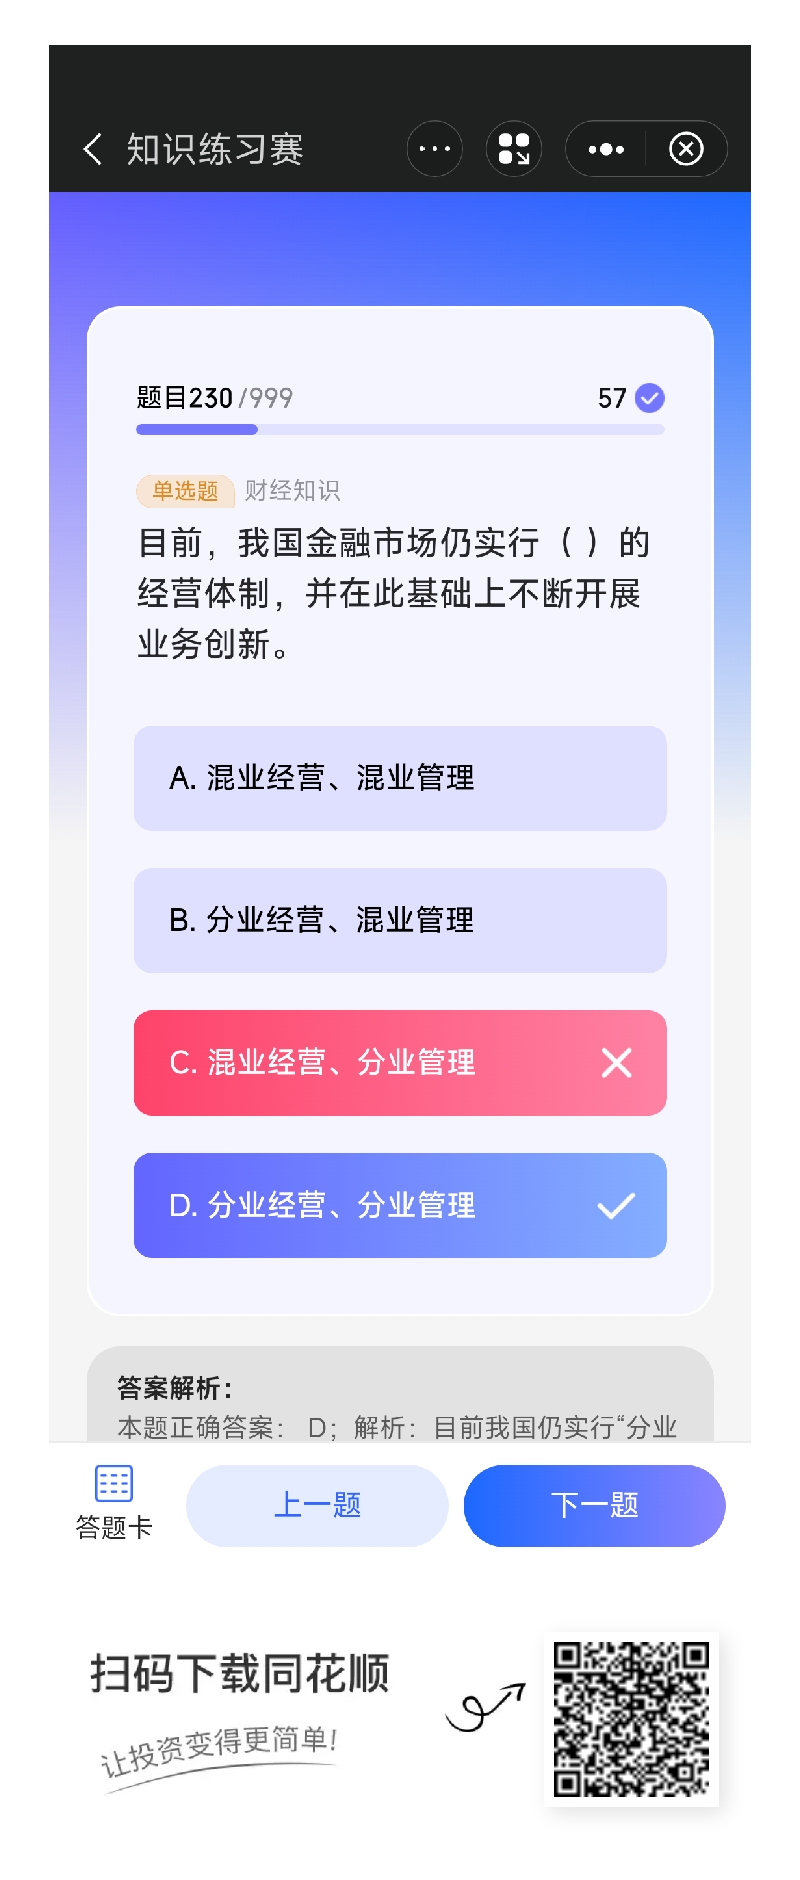 知识练习赛
题目230/999 57
单选题 财经知识
目前，我国金融市场仍实行（ ）的
经营体制，并在此基础上不断开展
业务创新。
A. 混业经营、混业管理
B. 分业经营、混业管理
C. 混业经营、分业管理
D. 分业经营、分业管理
答案解析：
本题正确答案： D；解析：目前我国仍实行“分业
答题卡
上一题
下一题
扫码下载同花顺
让投资变得更简单!